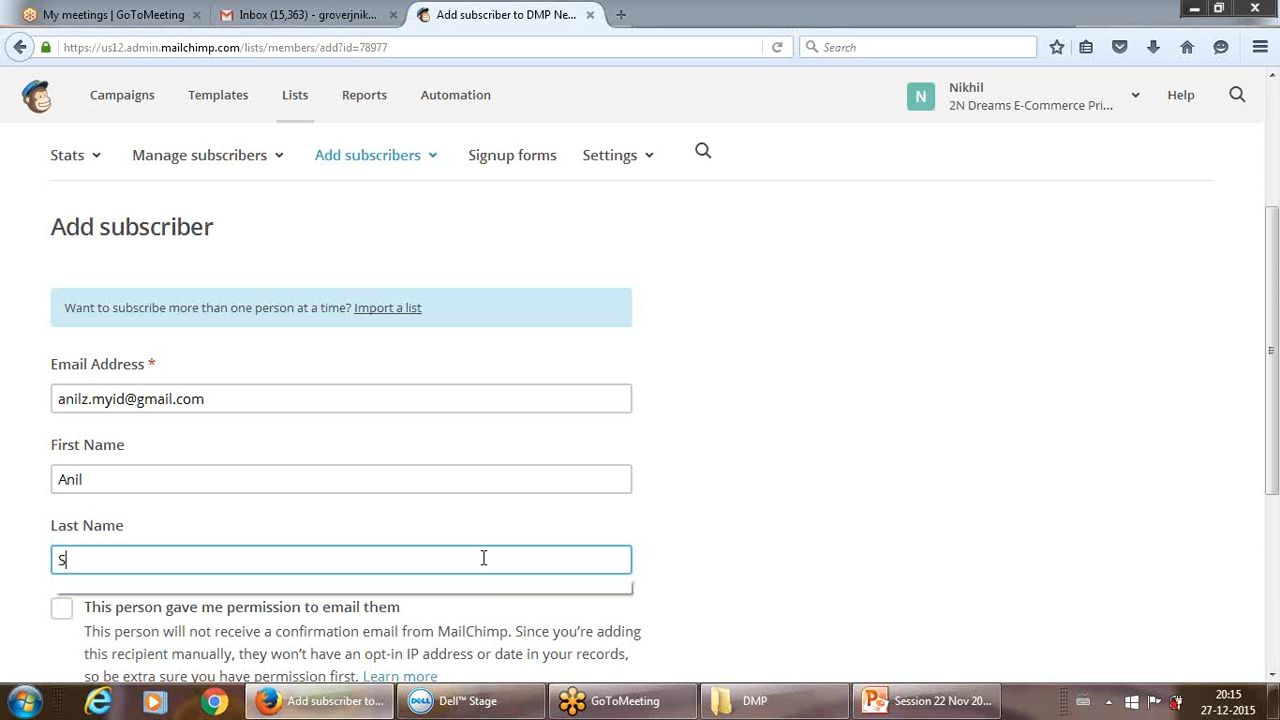 My meetings | GoToMeeting
Inbox (15,363) - groverjnik...
Add subscriber to DMP Ne...
https://us12.admin.mailchimp.com/lists/members/add?id=78977
Search
Campaigns
Templates
Lists
Reports
Automation
N
Nikhil
2N Dreams E-Commerce Pri...
Help
Stats
Manage subscribers
Add subscribers
Signup forms
Settings
Add subscriber
Want to subscribe more than one person at a time? Import a list
Email Address *
anilz.myid@gmail.com
First Name
Anil
Last Name
S
This person gave me permission to email them
This person will not receive a confirmation email from MailChimp. Since you're adding
this recipient manually, they won't have an opt-in IP address or date in your records,
so be extra sure you have permission first. Learn more
Add subscriber to...
DELL
Dell™ Stage
GoToMeeting
DMP
Session 22 Nov 20...
20:15
27-12-2015